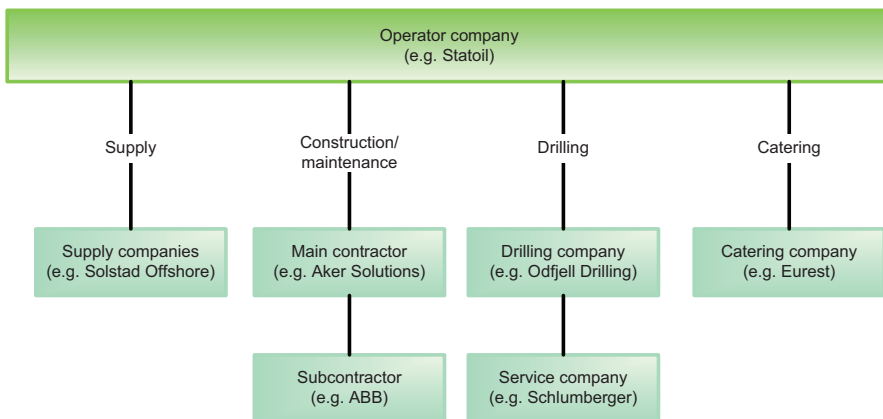 Operator company
(e.g. Statoil)
Supply
Construction/
maintenance
Drilling
Catering
Supply companies
(e.g. Solstad Offshore)
Main contractor
(e.g. Aker Solutions)
Drilling company
(e.g. Odfjell Drilling)
Catering company
(e.g. Eurest)
Subcontractor
(e.g. ABB)
Service company
(e.g. Schlumberger)